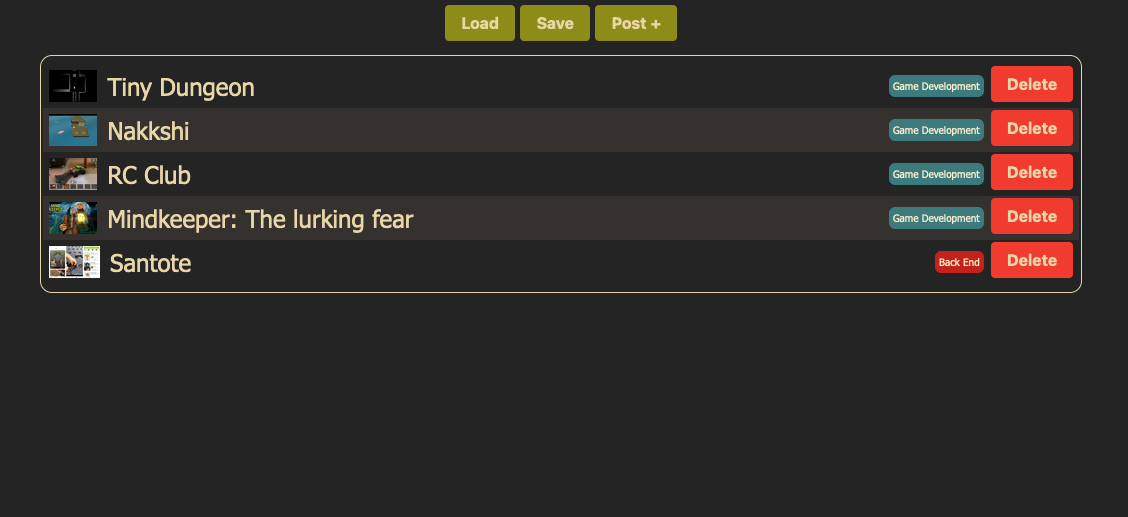 Load Save Post +
Tiny Dungeon Game Development Delete
Nakkshi Game Development Delete
RC Club Game Development Delete
Mindkeeper: The lurking fear Game Development Delete
Santote Back End Delete